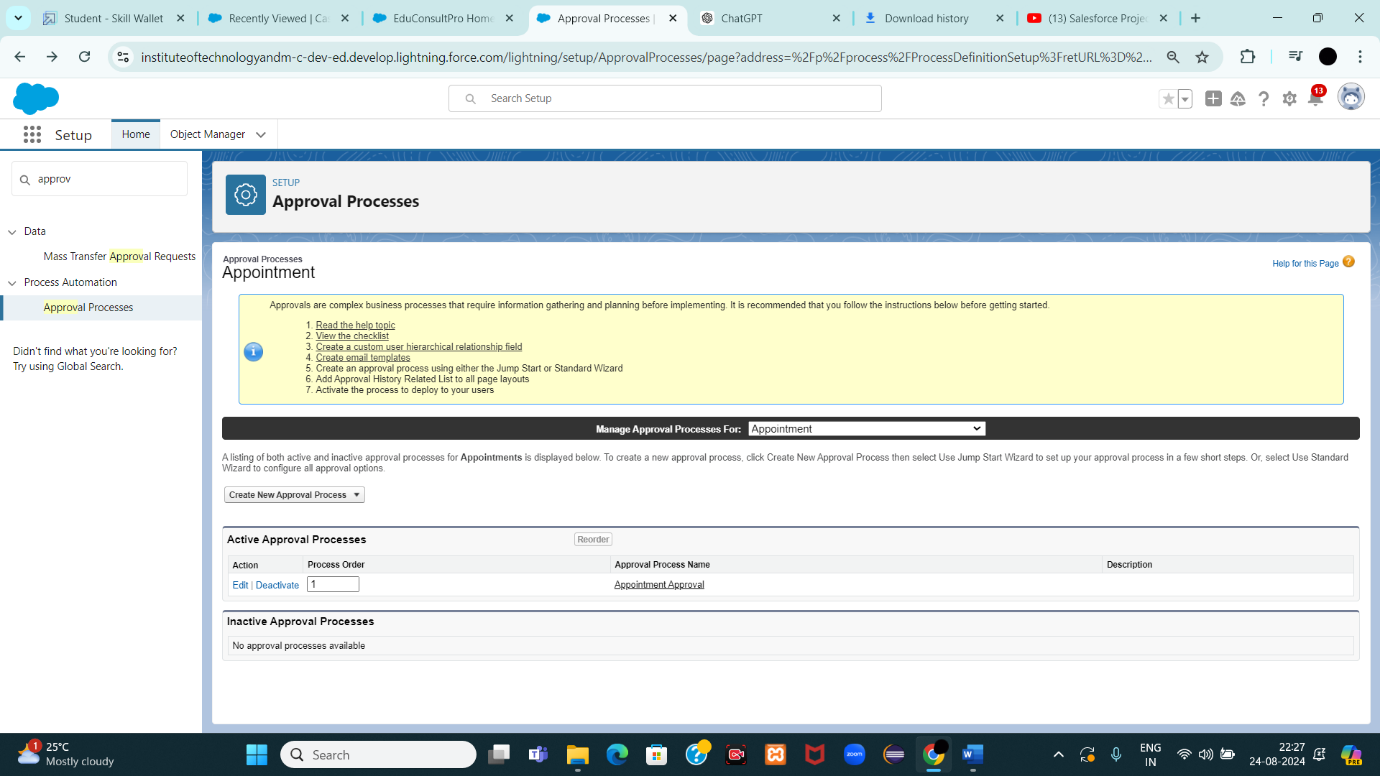 Student - Skill Wallet
Recently Viewed | Ca
EduConsultPro Home
Approval Processes |
ChatGPT
Download history
(13) Salesforce Projec
instituteoftechnologyandm-c-dev-ed.develop.lightning.force.com/lightning/setup/ApprovalProcesses/page?address=%2Fp%2Fprocess%2FProcessDefinitionSetup%3FretURL%3D%2...
Search Setup
13
Setup
Home
Object Manager
approv
Data
Mass Transfer Approval Requests
Process Automation
Approval Processes
Didn't find what you're looking for?
Try using Global Search.
SETUP
Approval Processes
Approval Processes
Appointment
Help for this Page
Approvals are complex business processes that require information gathering and planning before implementing. It is recommended that you follow the instructions below before getting started.
1. Read the help topic
2. View the checklist
3. Create a custom user hierarchical relationship field
4. Create email templates
5. Create an approval process using either the Jump Start or Standard Wizard
6. Add Approval History Related List to all page layouts
7. Activate the process to deploy to your users
Manage Approval Processes For: Appointment
A listing of both active and inactive approval processes for Appointments is displayed below. To create a new approval process, click Create New Approval Process then select Use Jump Start Wizard to set up your approval process in a few short steps. Or, select Use Standard
Wizard to configure all approval options.
Create New Approval Process
Active Approval Processes
Reorder
Action Process Order Approval Process Name Description
Edit | Deactivate 1 Appointment Approval
Inactive Approval Processes
No approval processes available
1
25°C
Mostly cloudy
Search
zoom
ENG
IN
22:27
24-08-2024
PRE